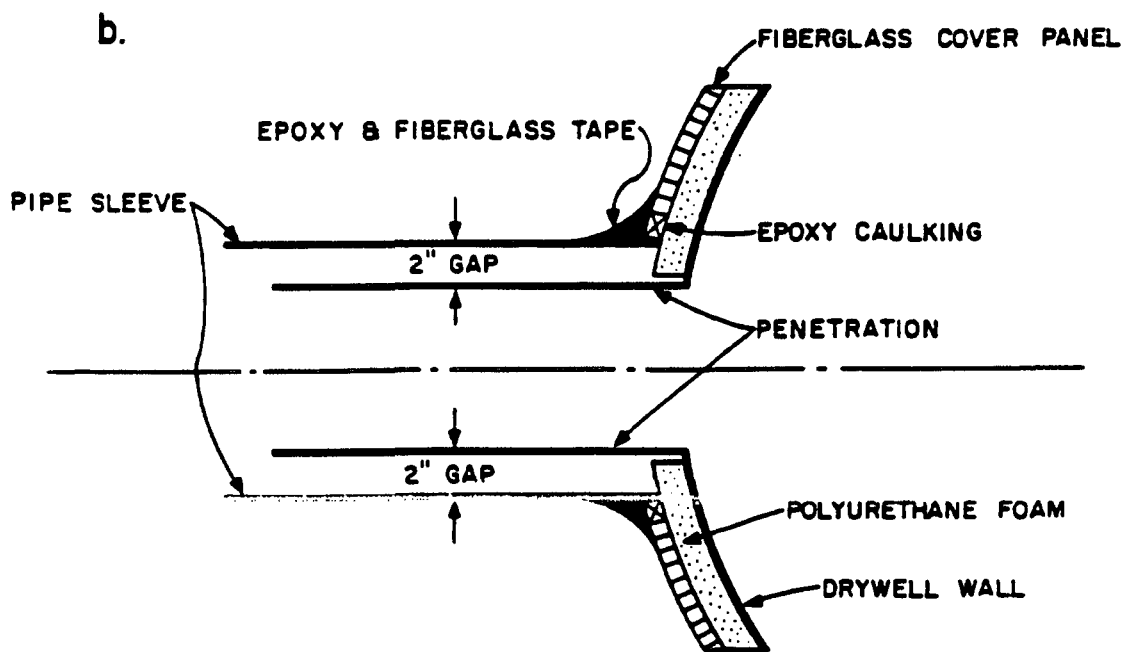 b.
FIBERGLASS COVER PANEL
EPOXY & FIBERGLASS TAPE
PIPE SLEEVE
EPOXY CAULKING
2" GAP
PENETRATION
2" GAP
POLYURETHANE FOAM
DRYWELL WALL